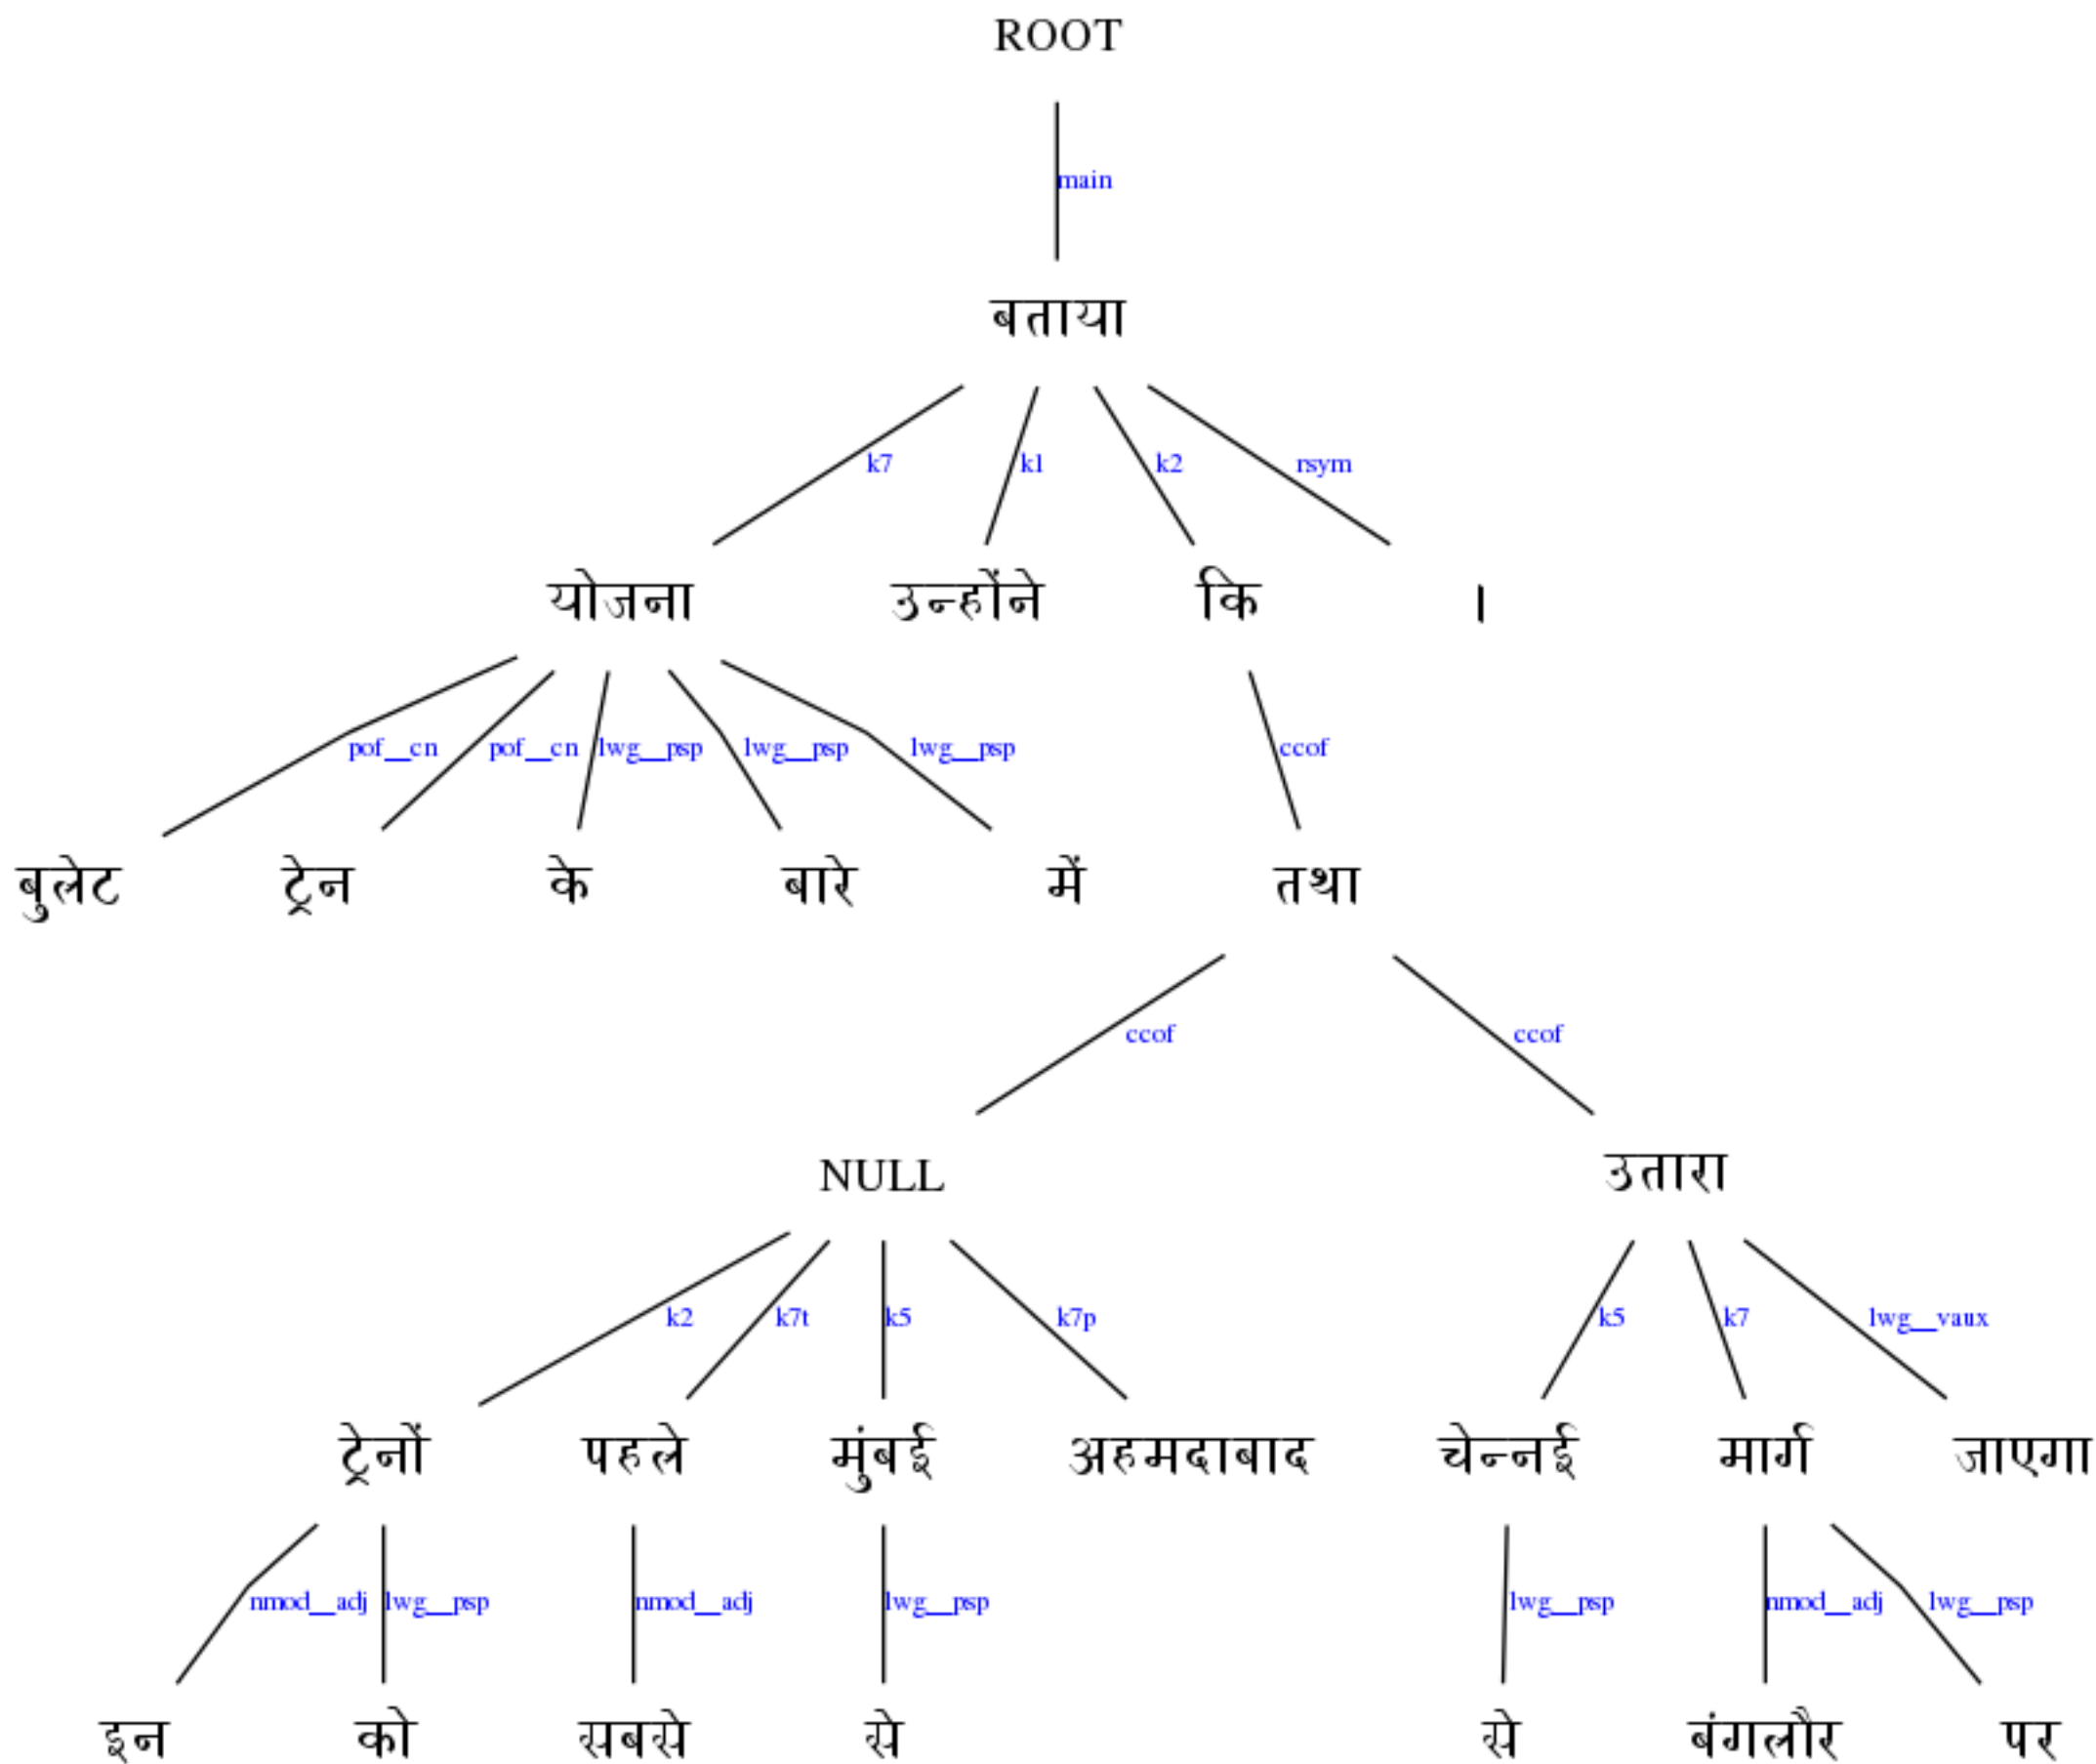 ROOT
main
बताया
k7 k1 k2 rsym
योजना उन्होंने कि ।
pof__cn pof__cn lwg__psp lwg__psp lwg__psp ccof
बुलेट ट्रेन के बारे में तथा
ccof ccof
NULL उतारा
k2 k7t k5 k7p k5 k7 lwg__vaux
ट्रेनों पहले मुंबई अहमदाबाद चेन्नई मार्ग जाएगा
nmod__adj lwg__psp nmod__adj lwg__psp lwg__psp nmod__adj lwg__psp
इन को सबसे से से बंगलौर पर